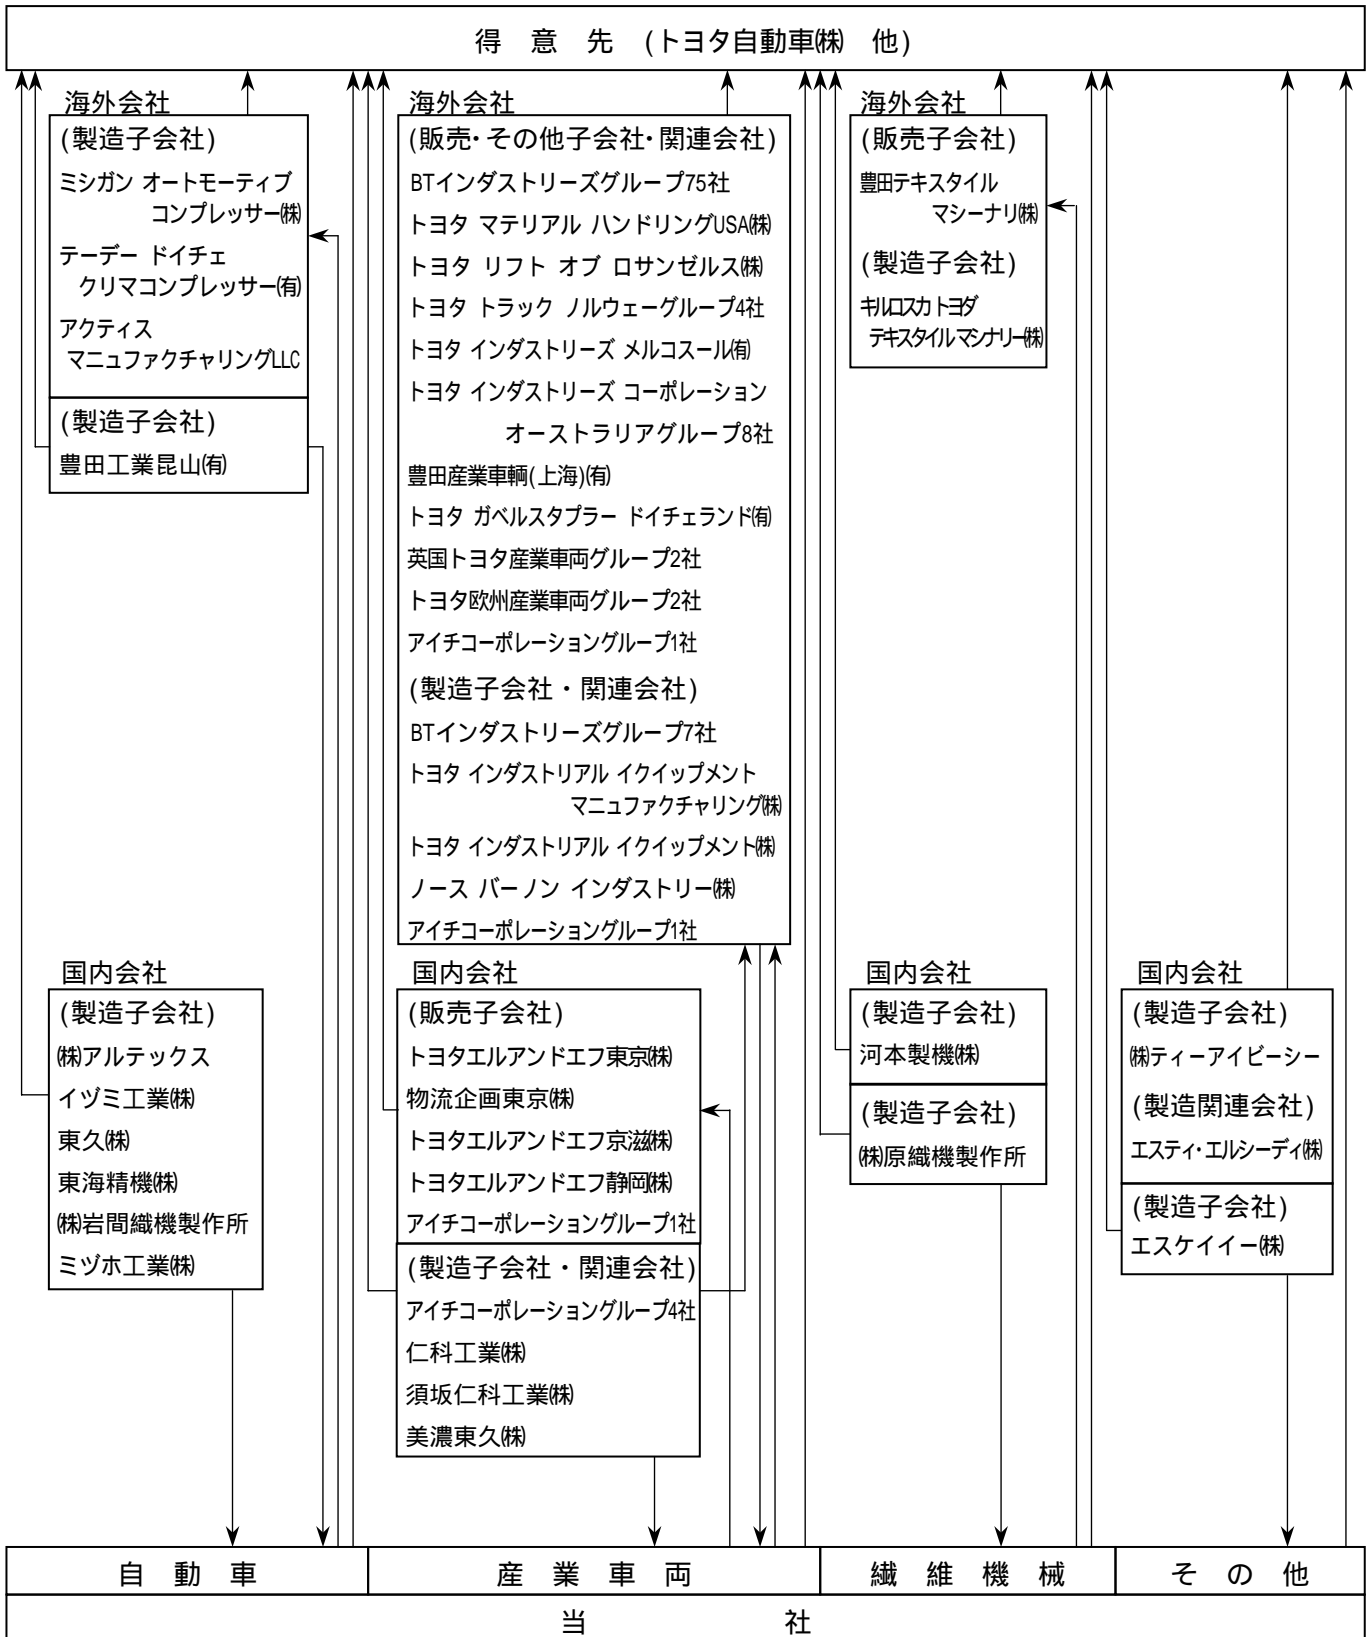 得意先 (トヨタ自動車㈱ 他)
海外会社
(製造子会社)
ミシガン オートモーティブ
コンプレッサー㈱
テーデー ドイチェ
クリマコンプレッサー㈲
アクティス
マニュファクチャリングLLC
(製造子会社)
豊田工業昆山㈲
国内会社
(製造子会社)
㈱アルテックス
イヅミ工業㈱
東久㈱
東海精機㈱
㈱岩間織機製作所
ミヅホ工業㈱
海外会社
(販売・その他子会社・関連会社)
BTインダストリーズグループ75社
トヨタ マテリアル ハンドリングUSA㈱
トヨタ リフト オブ ロサンゼルス㈱
トヨタ トラック ノルウェーグループ4社
トヨタ インダストリーズ メルコスール㈲
トヨタ インダストリーズ コーポレーション
オーストラリアグループ8社
豊田産業車輌(上海)㈲
トヨタ ガベルスタプラー ドイチェランド㈲
英国トヨタ産業車両グループ2社
トヨタ欧州産業車両グループ2社
アイチコーポレーショングループ1社
(製造子会社・関連会社)
BTインダストリーズグループ7社
トヨタ インダストリアル イクイップメント
マニュファクチャリング㈱
トヨタ インダストリアル イクイップメント㈱
ノース バーノン インダストリー㈱
アイチコーポレーショングループ1社
国内会社
(販売子会社)
トヨタエルアンドエフ東京㈱
物流企画東京㈱
トヨタエルアンドエフ京滋㈱
トヨタエルアンドエフ静岡㈱
アイチコーポレーショングループ1社
(製造子会社・関連会社)
アイチコーポレーショングループ4社
仁科工業㈱
須坂仁科工業㈱
美濃東久㈱
海外会社
(販売子会社)
豊田テキスタイル
マシーナリ㈱
(製造子会社)
キルロスカ トヨダ
テキスタイル マシナリー㈱
国内会社
(製造子会社)
河本製機㈱
(製造子会社)
㈱原織機製作所
国内会社
(製造子会社)
㈱ティーアイビーシー
(製造関連会社)
エスティ・エルシーディ㈱
(製造子会社)
エスケイイー㈱
自動車
産業車両
繊維機械
その他
当社